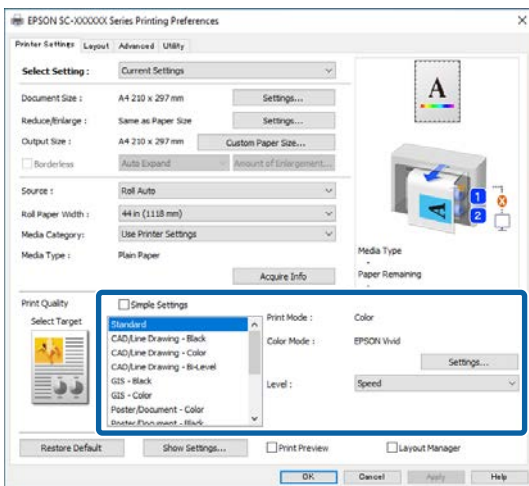 EPSON SC-XXXXXX Series Printing Preferences
Printer Settings Layout Advanced Utility
Select Setting : Current Settings
Document Size : A4 210 x 297 mm Settings...
Reduce/Enlarge : Same as Paper Size Settings...
Output Size : A4 210 x 297 mm Custom Paper Size...
Borderless Auto Expand Amount of Enlargement...
A
Source : Roll Auto
Roll Paper Width : 44 in (1118 mm)
Media Category: Use Printer Settings
Media Type : Plain Paper
Acquire Info
A
1
2
Media Type
-
Paper Remaining
-
Print Quality
Select Target
Simple Settings
Standard
CAD/Line Drawing - Black
CAD/Line Drawing - Color
CAD/Line Drawing - Bi-Level
GIS - Black
GIS - Color
Poster/Document - Color
Poster/Document - Black
Print Mode : Color
Color Mode : EPSON Vivid
Settings...
Level : Speed
Restore Default Show Settings... Print Preview Layout Manager
OK Cancel Apply Help